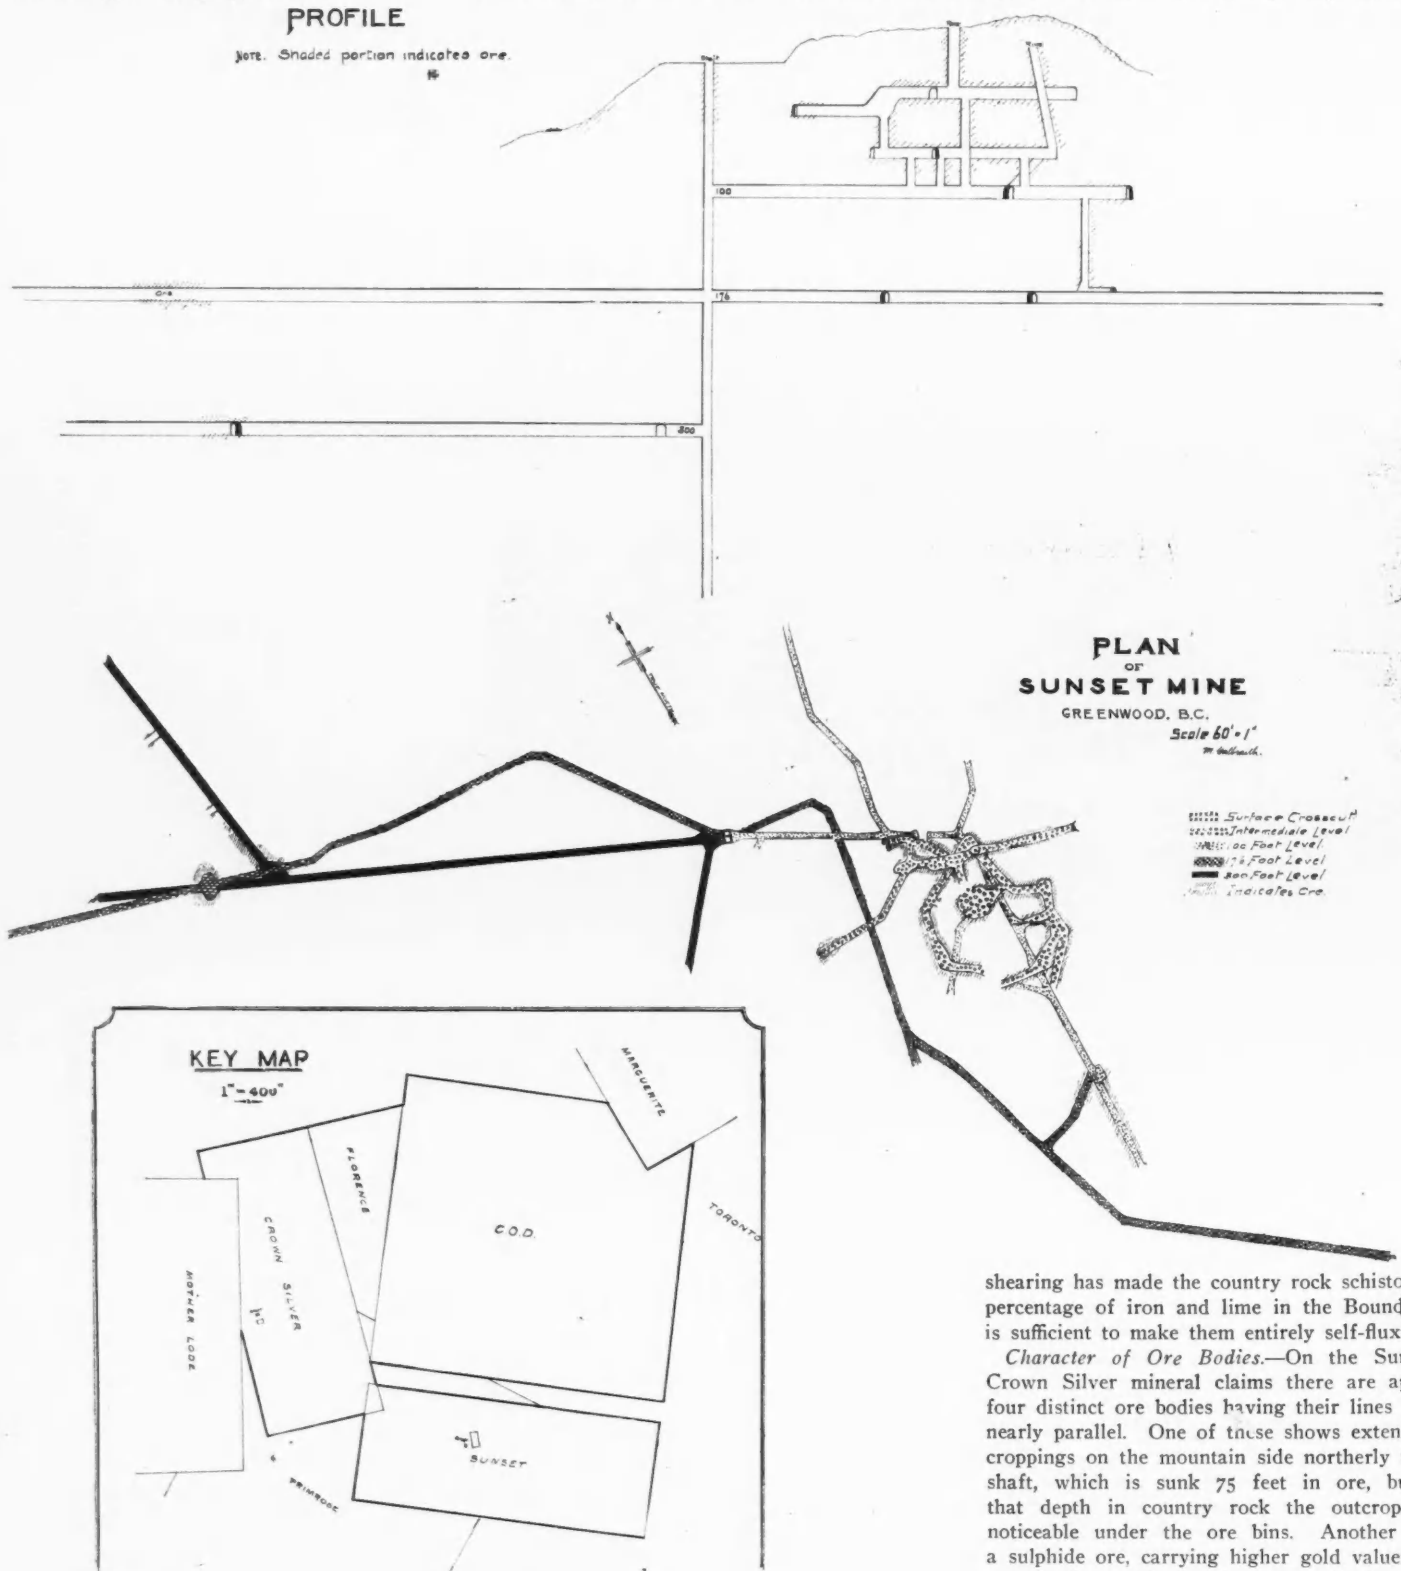 PROFILE
NOTE. Shaded portion indicates ore.
100
Ore
176
300
PLAN
OF
SUNSET MINE
GREENWOOD, B.C.
Scale 60'=1"
Surface Crosscut
Intermediate Level
100 Foot Level
176 Foot Level
300 Foot Level
Indicates Ore.
KEY MAP
1"=400"
MARGUERITE
FLORENCE
C.O.D.
TORONTO
CROWN SILVER
MOTHER LODE
SUNSET
PRIMROSE
shearing has made the country rock schisto
percentage of iron and lime in the Bound
is sufficient to make them entirely self-flux
Character of Ore Bodies.—On the Sun
Crown Silver mineral claims there are a
four distinct ore bodies having their lines
nearly parallel. One of these shows exten
croppings on the mountain side northerly
shaft, which is sunk 75 feet in ore, bu
that depth in country rock the outcrop
noticeable under the ore bins. Another
a sulphide ore, carrying higher gold value